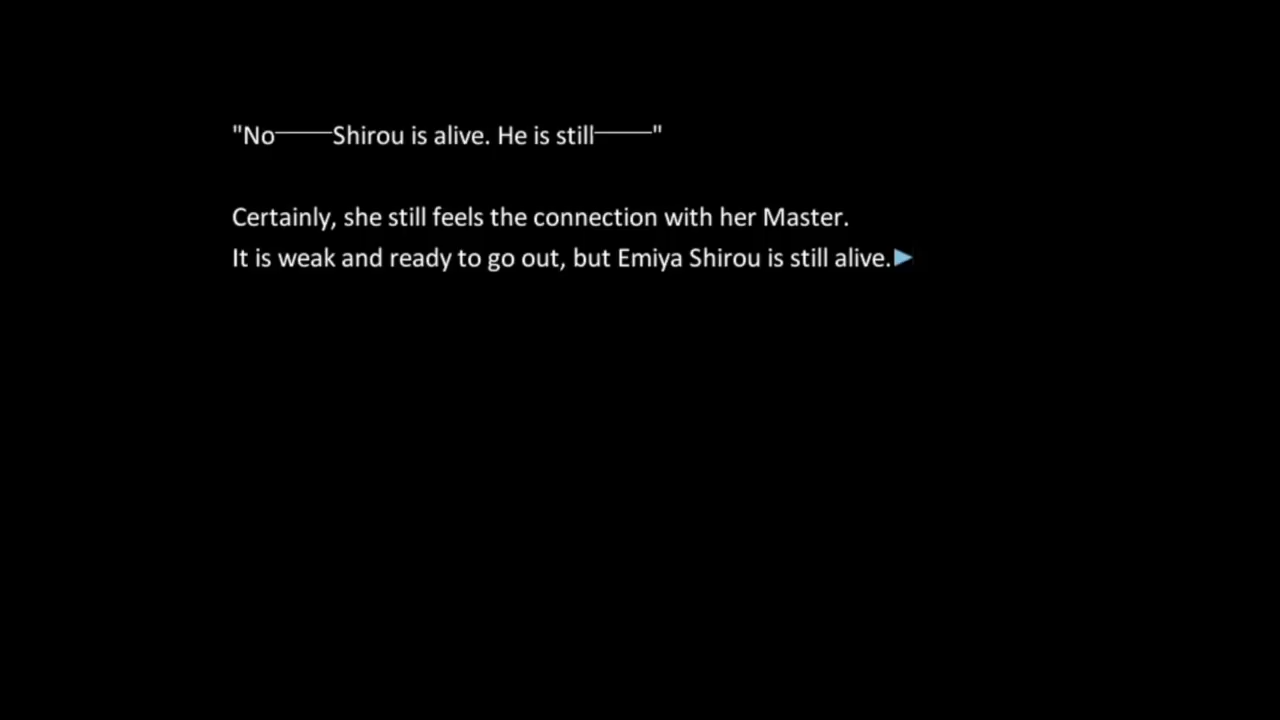 "No――Shirou is alive. He is still――"
Certainly, she still feels the connection with her Master.
It is weak and ready to go out, but Emiya Shirou is still alive.